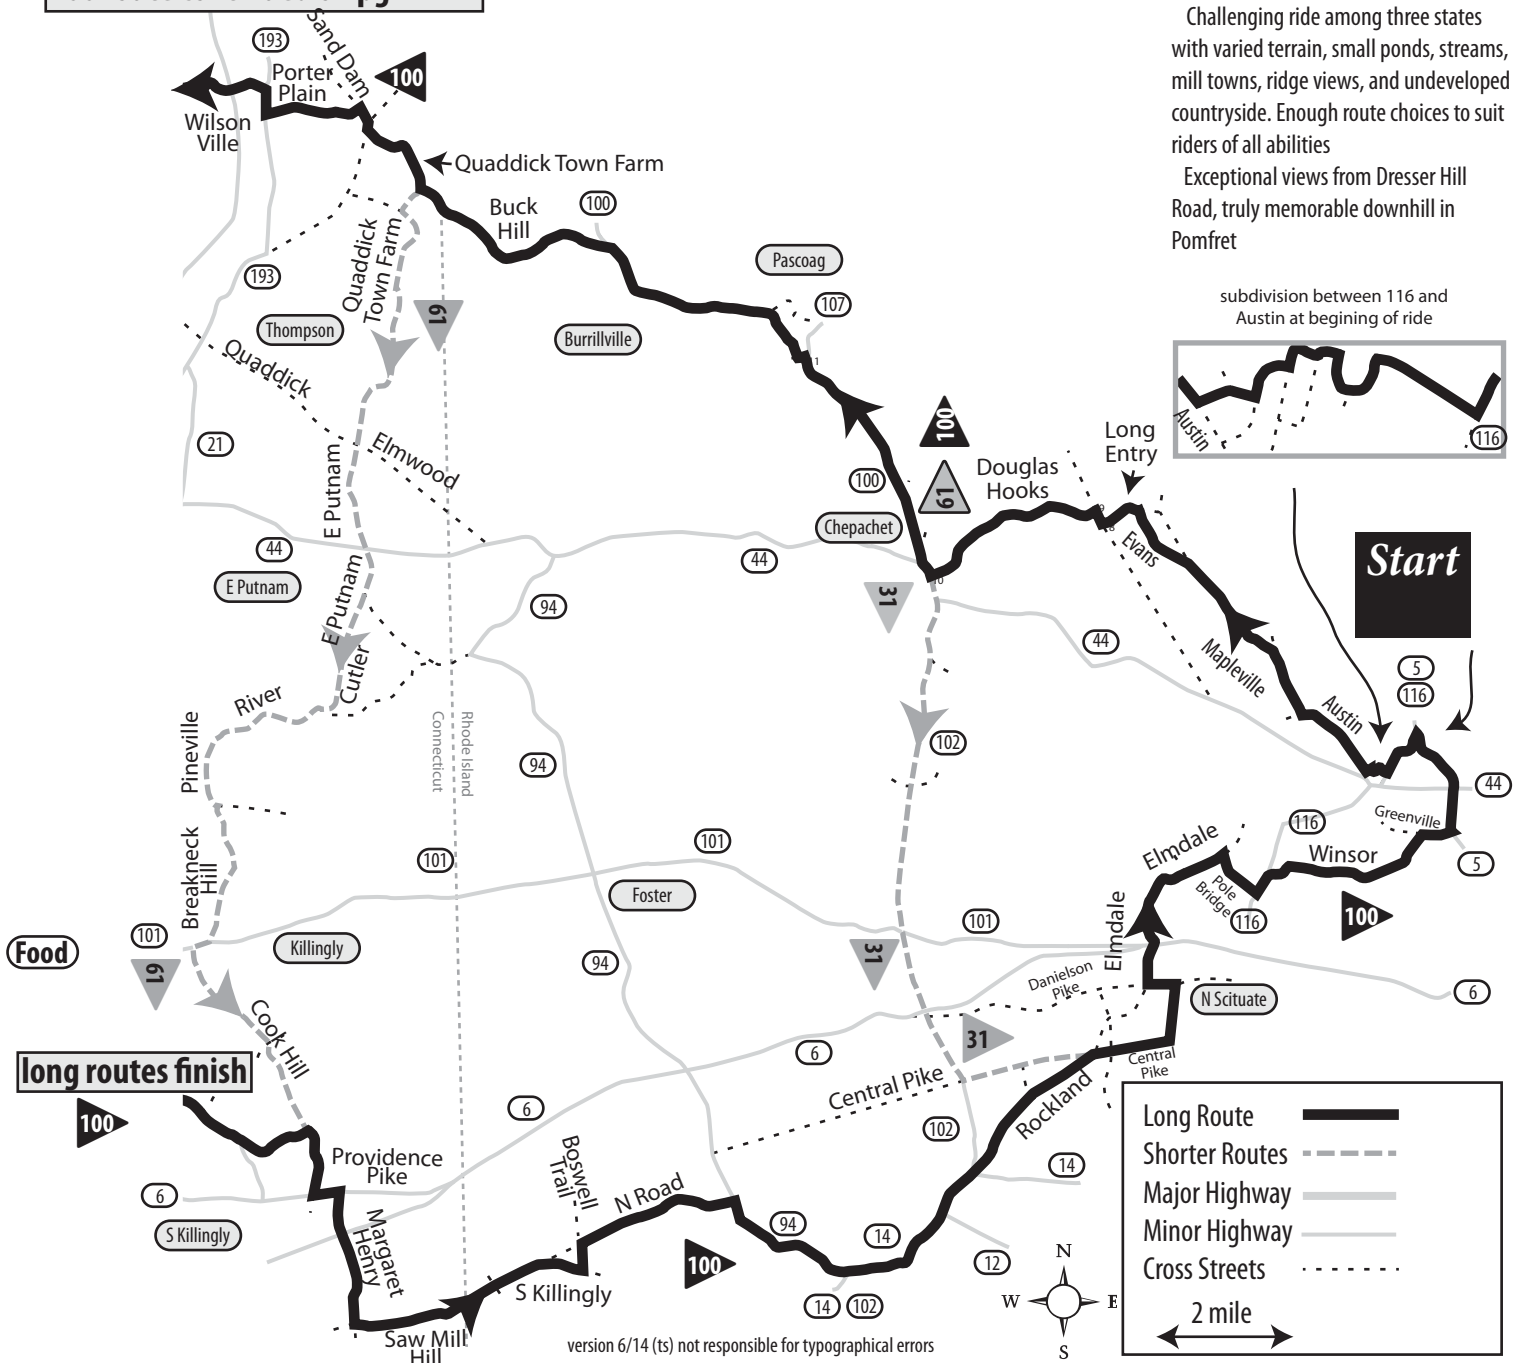 Challenging ride among three states
with varied terrain, small ponds, streams,
mill towns, ridge views, and undeveloped
countryside. Enough route choices to suit
riders of all abilities
Exceptional views from Dresser Hill
Road, truly memorable downhill in
Pomfret
subdivision between 116 and
Austin at begining of ride
Austin
116
Start
193
Sand Dam
100
Porter
Plain
Wilson
Ville
Quaddick Town Farm
Buck
Hill
100
Pascoag
107
Quaddick
Town Farm
193
Thompson
61
Burrillville
Quaddick
21
Elmwood
E Putnam
100
100
61
Chepachet
Douglas
Hooks
Long
Entry
Evans
44
E Putnam
E Putnam
94
44
31
44
Mapleville
Austin
5
116
44
Cutler
River
Pineville
Connecticut
Rhode Island
94
102
Greenville
116
5
Winsor
Elmdale
Pole
Bridge
116
100
Breakneck
Hill
101
101
Foster
Elmdale
101
Food
101
61
Killingly
94
31
101
Danielson
Pike
N Scituate
6
Cook Hill
31
6
Central
Pike
long routes finish
100
Central Pike
Rockland
6
102
14
Providence
Pike
Boswell
Trail
N Road
6
S Killingly
Margaret
Henry
94
14
12
100
S Killingly
14
102
Saw Mill
Hill
version 6/14 (ts) not responsible for typographical errors
N
W
E
S
Long Route
Shorter Routes
Major Highway
Minor Highway
Cross Streets
2 mile